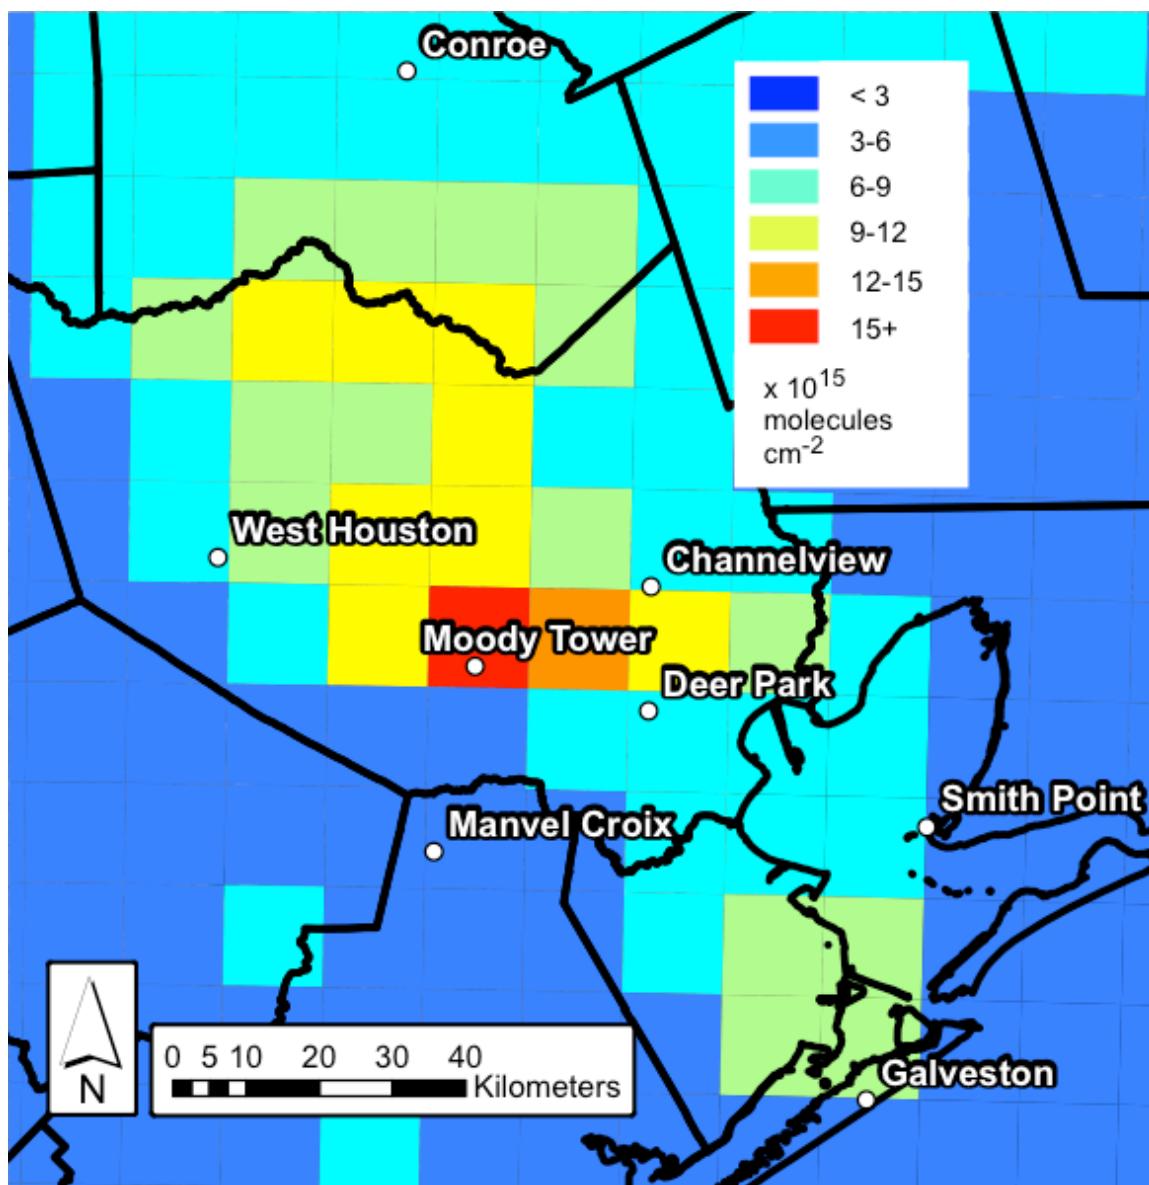 Conroe
< 3
3-6
6-9
9-12
12-15
15+
x 10^15
molecules
cm^-2
West Houston
Channelview
Moody Tower
Deer Park
Smith Point
Manvel Croix
Galveston
0 5 10 20 30 40
Kilometers
N